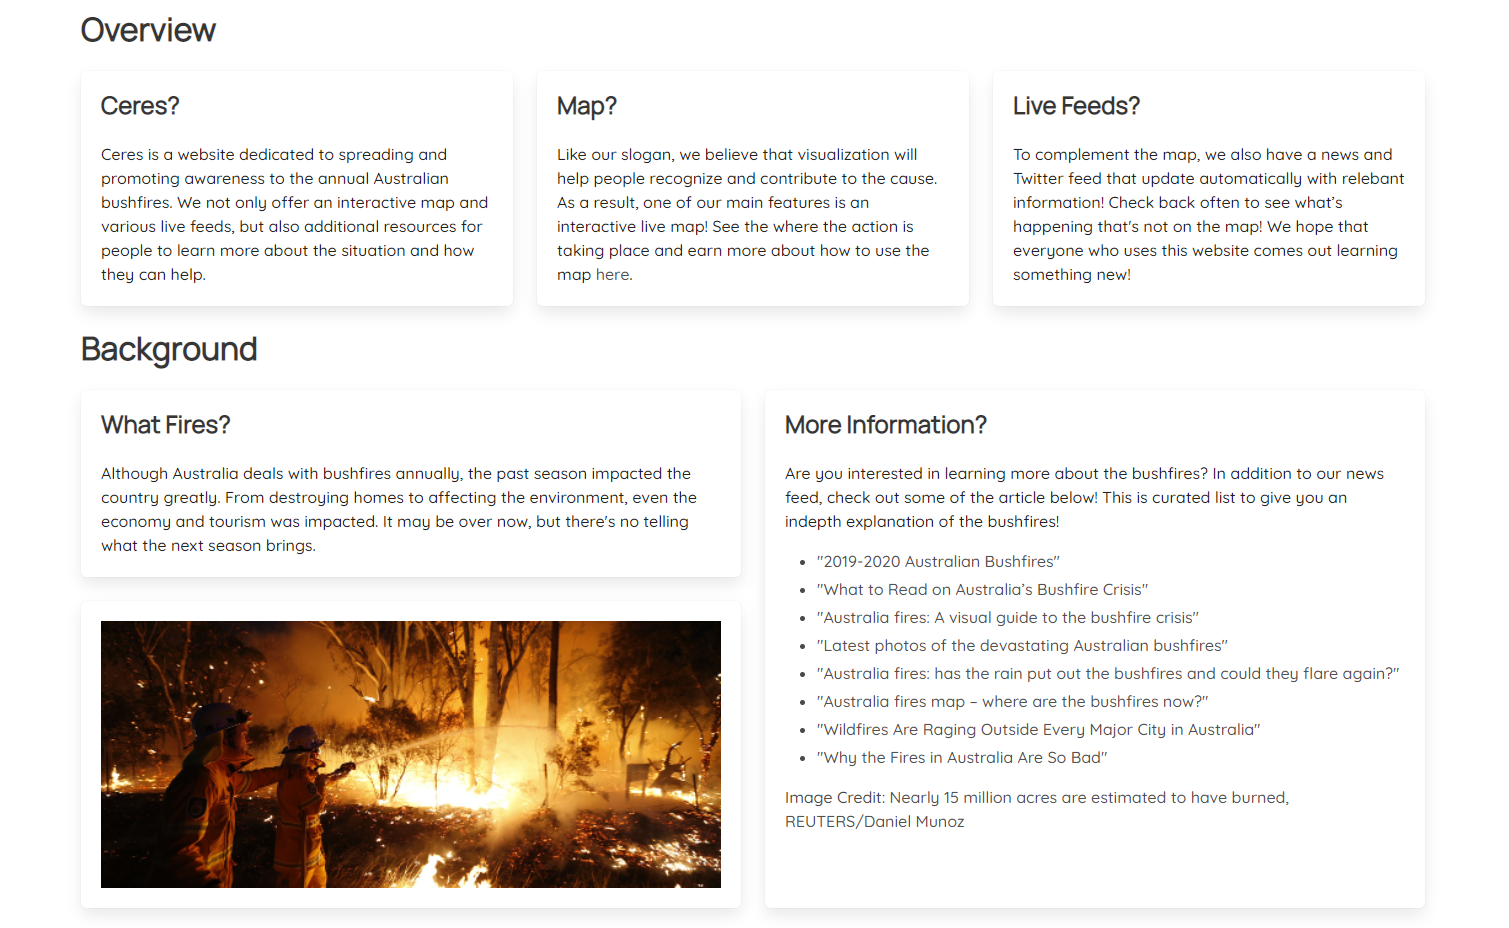 Overview
Ceres?
Ceres is a website dedicated to spreading and
promoting awareness to the annual Australian
bushfires. We not only offer an interactive map and
various live feeds, but also additional resources for
people to learn more about the situation and how
they can help.
Map?
Like our slogan, we believe that visualization will
help people recognize and contribute to the cause.
As a result, one of our main features is an
interactive live map! See the where the action is
taking place and earn more about how to use the
map here.
Live Feeds?
To complement the map, we also have a news and
Twitter feed that update automatically with relebant
information! Check back often to see what’s
happening that's not on the map! We hope that
everyone who uses this website comes out learning
something new!
Background
What Fires?
Although Australia deals with bushfires annually, the past season impacted the
country greatly. From destroying homes to affecting the environment, even the
economy and tourism was impacted. It may be over now, but there's no telling
what the next season brings.
More Information?
Are you interested in learning more about the bushfires? In addition to our news
feed, check out some of the article below! This is curated list to give you an
indepth explanation of the bushfires!
• "2019-2020 Australian Bushfires"
• "What to Read on Australia’s Bushfire Crisis"
• "Australia fires: A visual guide to the bushfire crisis"
• "Latest photos of the devastating Australian bushfires"
• "Australia fires: has the rain put out the bushfires and could they flare again?"
• "Australia fires map – where are the bushfires now?"
• "Wildfires Are Raging Outside Every Major City in Australia"
• "Why the Fires in Australia Are So Bad"
Image Credit: Nearly 15 million acres are estimated to have burned,
REUTERS/Daniel Munoz